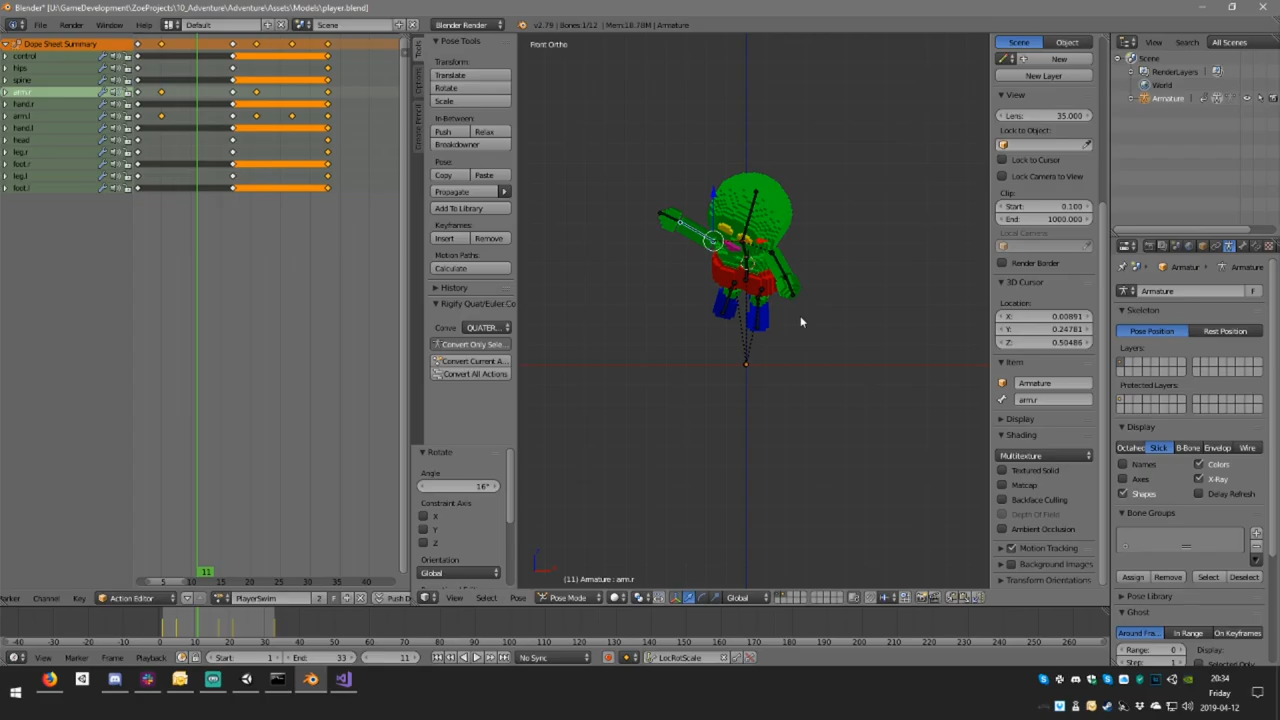 Blender* [U:\GameDevelopment\ZoeProjects\10_Adventure\Adventure\Assets\Models\player.blend]
File Render Window Help Default Scene Blender Render v2.79 | Bones:1/12 | Mem:18.78M | Armature
Dope Sheet Summary
control
hips
spine
arm.r
hand.r
arm.l
hand.l
head
leg.r
foot.r
leg.l
foot.l
5 10 15 20 25 30 35 40
11
Marker Channel Key Action Editor PlayerSwim 2 F Push D
Tools
Options
Grease Pencil
Pose Tools
Transform:
Translate
Rotate
Scale
In-Between:
Push Relax
Breakdowner
Pose:
Copy Paste
Propagate
Add To Library
Keyframes:
Insert Remove
Motion Paths:
Calculate
History
Rigify Quat/Euler Co
Conve QUATER...
Convert Only Sele...
Convert Current A...
Convert All Actions
Rotate
Angle
16°
Constraint Axis
X
Y
Z
Orientation
Global
Front Ortho
(11) Armature : arm.r
View Select Pose Pose Mode Global
Scene Object
New
New Layer
View
Lens: 35.000
Lock to Object:
Lock to Cursor
Lock Camera to View
Clip:
Start: 0.100
End: 1000.000
Local Camera:
Render Border
3D Cursor
Location:
X: 0.00891
Y: 0.24781
Z: 0.50486
Item
Armature
arm.r
Display
Shading
Multitexture
Textured Solid
Matcap
Backface Culling
Depth Of Field
Ambient Occlusion
Motion Tracking
Background Images
Transform Orientations
View Search All Scenes
Scene
RenderLayers
World
Armature
Armatur Armature
Armature F
Skeleton
Pose Position Rest Position
Layers:
Protected Layers:
Display
Octahed Stick B-Bone Envelop Wire
Names Colors
Axes X-Ray
Shapes Delay Refresh
Bone Groups
Assign Remove Select Deselect
Pose Library
Ghost
Around Fra... In Range On Keyframes
Range: 0 Display:
Step: 1 Selected Only
-40 -30 -20 -10 0 10 20 30 40 50 60 70 80 90 100 110 120 130 140 150 160 170 180 190 200 210 220 230 240 250 260
View Marker Frame Playback Start: 1 End: 33 11 No Sync LocRotScale
20:34
Friday
2019-04-12